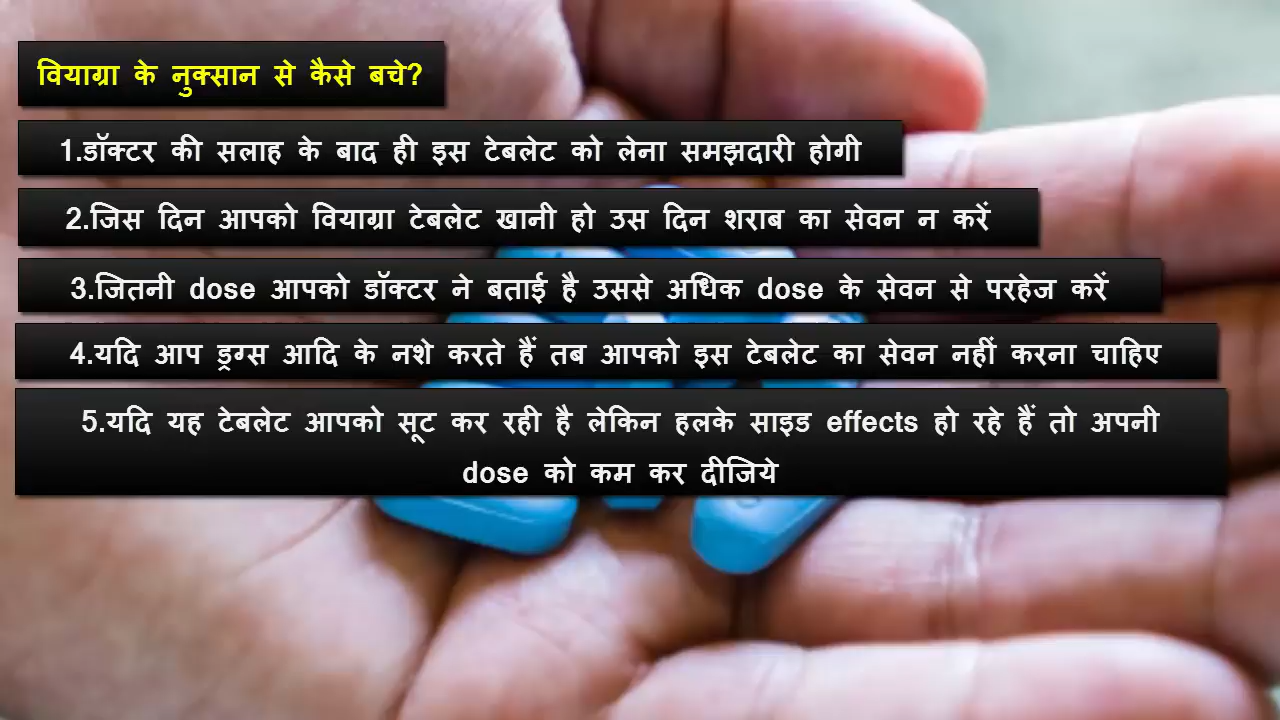 वियाग्रा के नुक्सान से कैसे बचे?
1.डॉक्टर की सलाह के बाद ही इस टेबलेट को लेना समझदारी होगी
2.जिस दिन आपको वियाग्रा टेबलेट खानी हो उस दिन शराब का सेवन न करें
3.जितनी dose आपको डॉक्टर ने बताई है उससे अधिक dose के सेवन से परहेज करें
4.यदि आप ड्रग्स आदि के नशे करते हैं तब आपको इस टेबलेट का सेवन नहीं करना चाहिए
5.यदि यह टेबलेट आपको सूट कर रही है लेकिन हलके साइड effects हो रहे हैं तो अपनी
dose को कम कर दीजिये